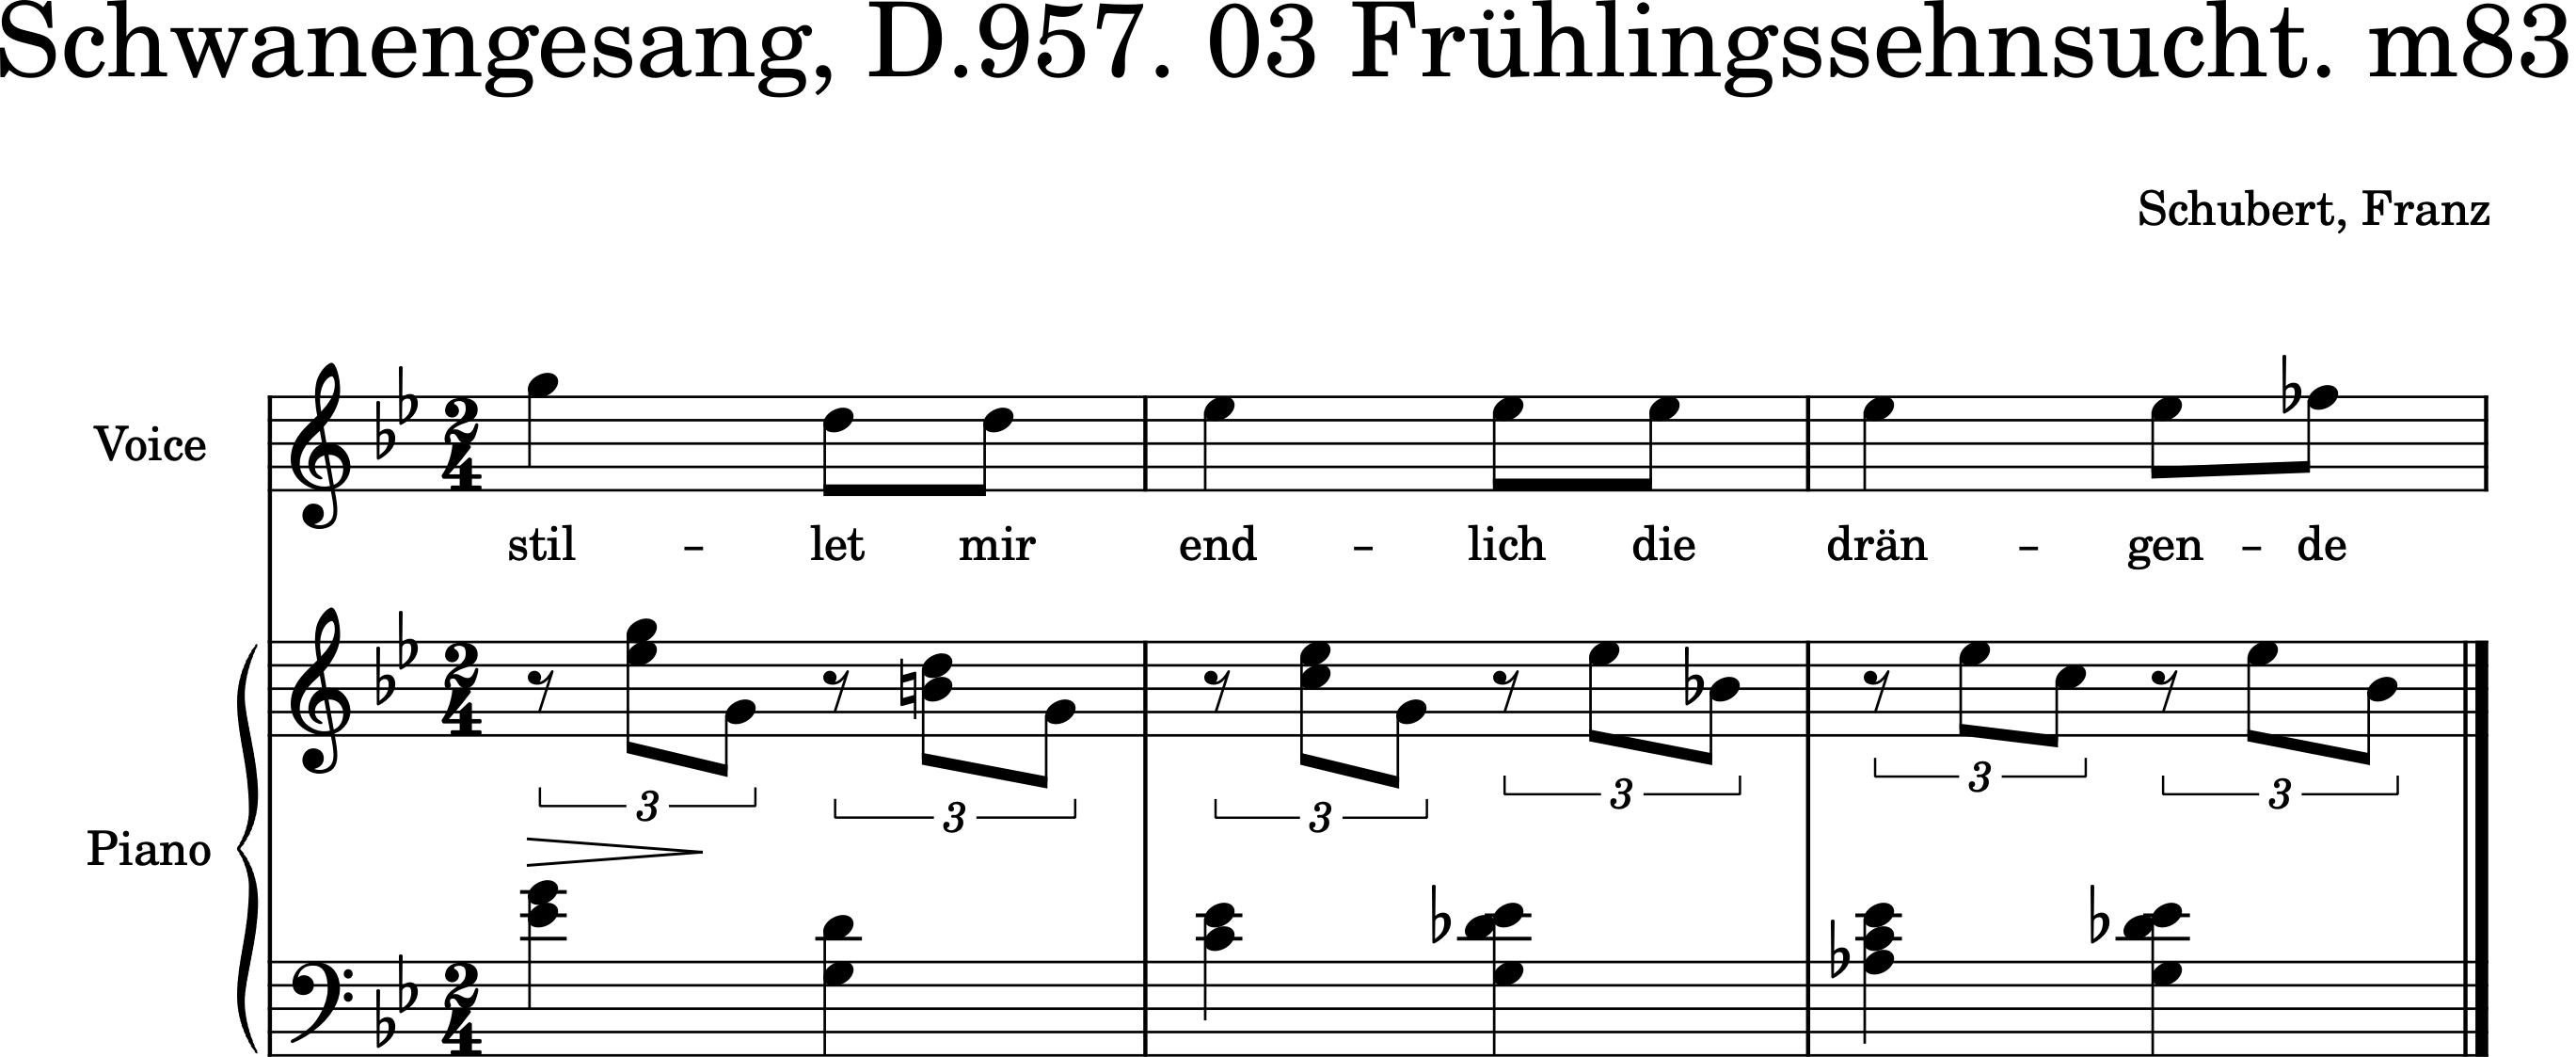 Schwanengesang, D.957. 03 Frühlingssehnsucht. m83
Schubert, Franz
Voice
stil - let mir end - lich die drän - gen - de
3 3 3 3 3 3
Piano